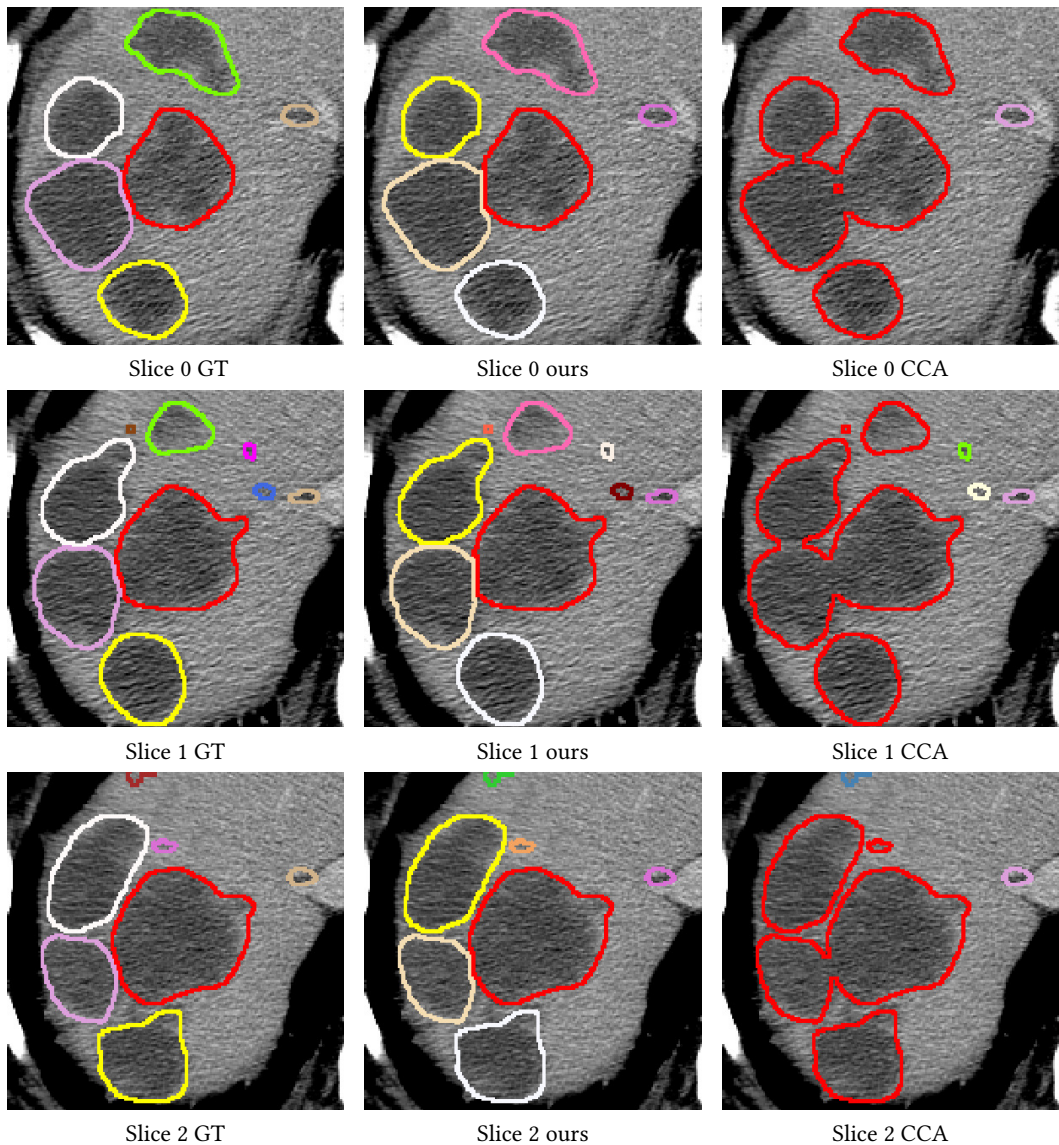 Slice 0 GT
Slice 0 ours
Slice 0 CCA
Slice 1 GT
Slice 1 ours
Slice 1 CCA
Slice 2 GT
Slice 2 ours
Slice 2 CCA